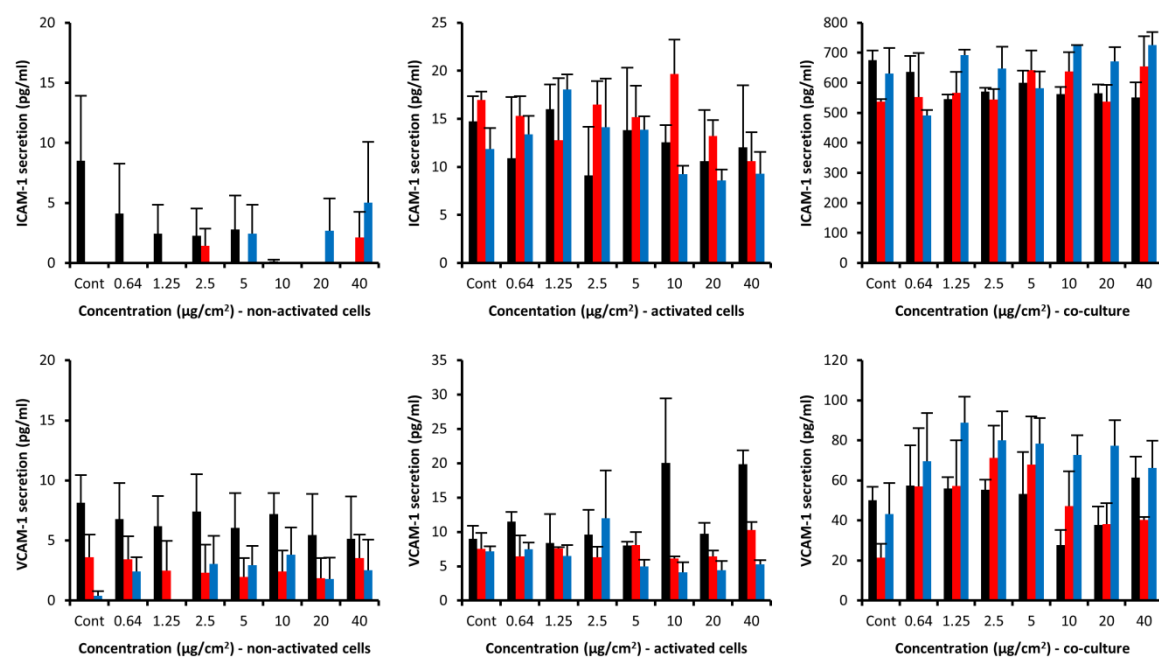 ICAM-1 secretion (pg/ml)
20
15
10
5
0
Cont 0.64 1.25 2.5 5 10 20 40
Concentration (µg/cm²) - non-activated cells
ICAM-1 secretion (pg/ml)
25
20
15
10
5
Cont 0.64 1.25 2.5 5 10 20 40
Concentation (µg/cm²) - activated cells
ICAM-1 secretion (pg/ml)
800
700
600
500
400
300
200
100
0
Cont 0.64 1.25 2.5 5 10 20 40
Concentration (µg/cm²) - co-culture
VCAM-1 secretion (pg/ml)
20
15
10
5
0
Cont 0.64 1.25 2.5 5 10 20 40
Concentration (µg/cm²) - non-activated cells
VCAM-1 secretion (pg/ml)
35
30
25
20
15
10
5
0
Cont 0.64 1.25 2.5 5 10 20 40
Concentration (µg/cm²) - activated cells
VCAM-1 secretion (pg/ml)
120
100
80
60
40
20
0
Cont 0.64 1.25 2.5 5 10 20 40
Concentration (µg/cm²) - co-culture